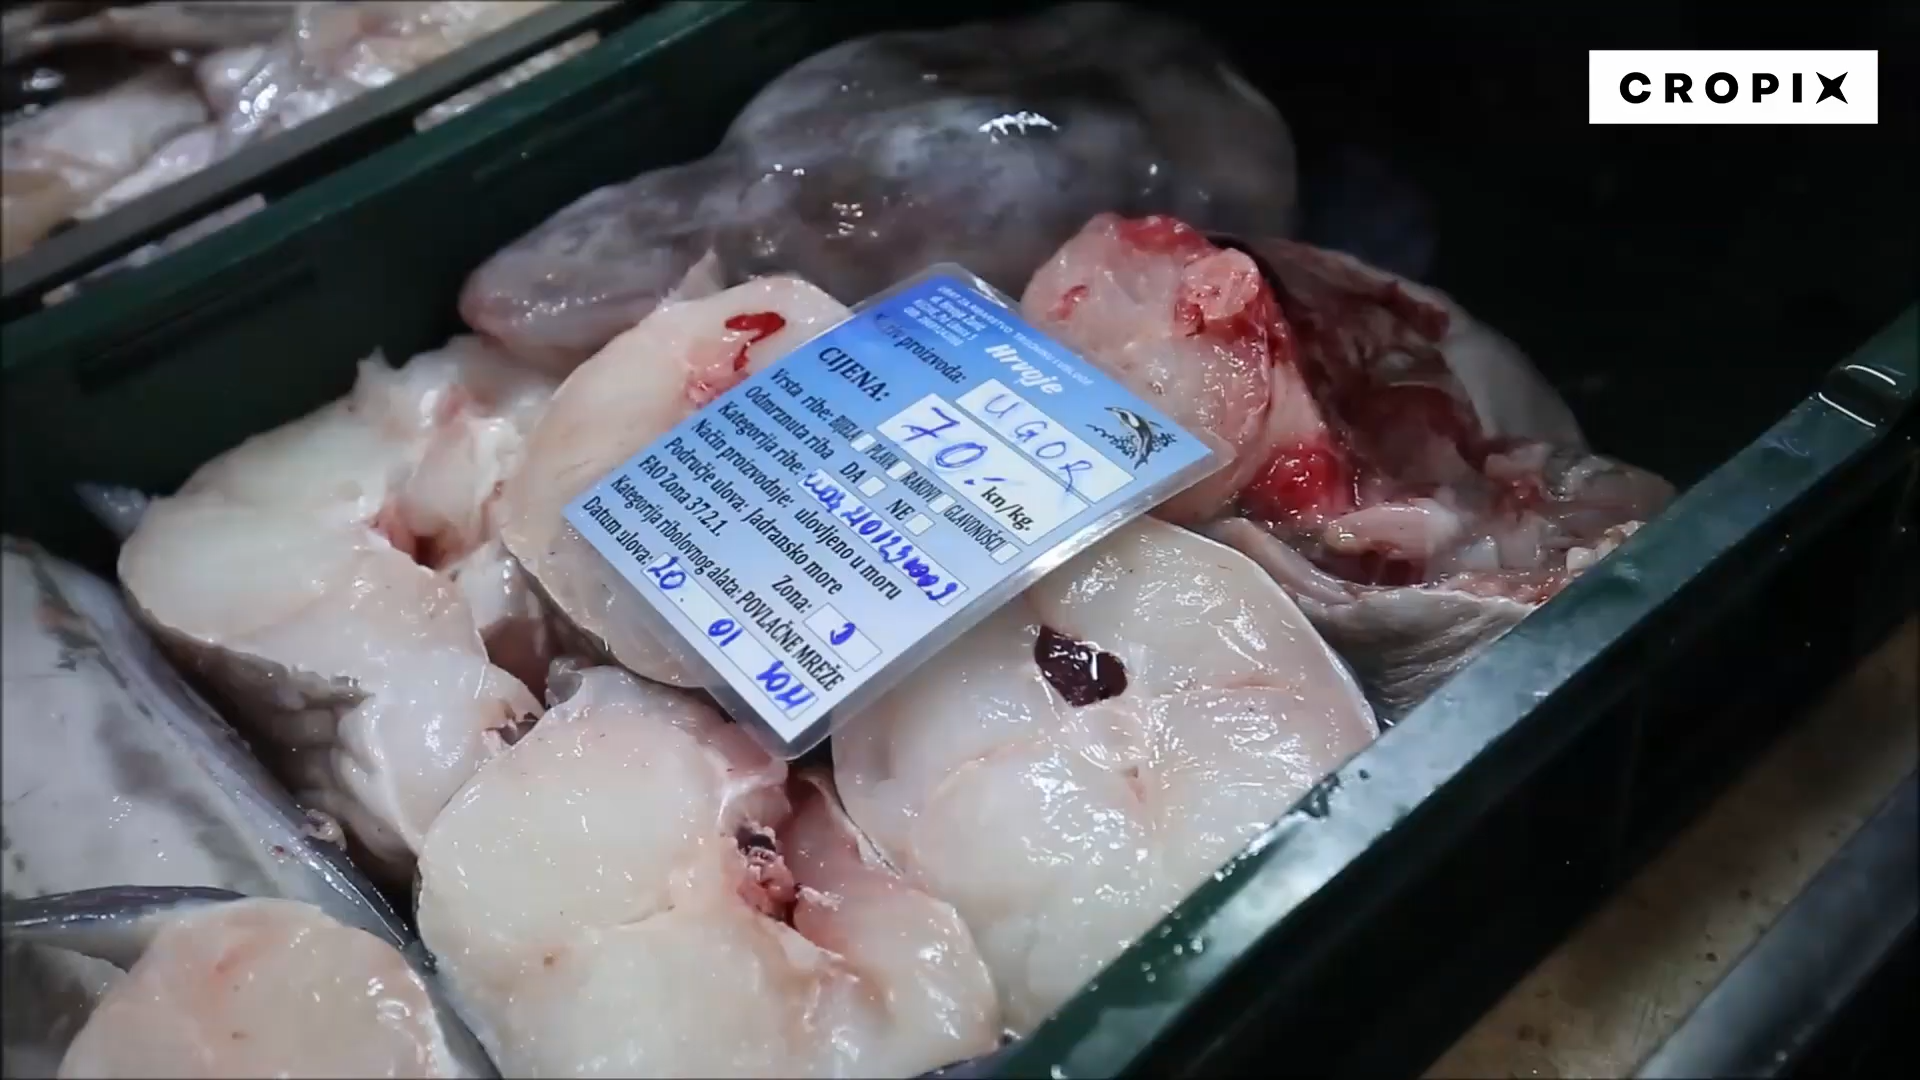 CROPIX
Hrvoje
proizvoda: UGOR
CIJENA: 70.- kn/kg.
Vrsta ribe: BIJELA PLAVA RAKOVI GLAVONOŠCI
Odmrznuta riba DA NE
Kategorija ribe:
Način proizvodnje: ulovljeno u moru
Područje ulova: Jadransko more
FAO Zona 37.2.1. Zona:
Kategorija ribolovnog alata: POVLAČNE MREŽE
Datum ulova: 20. 01